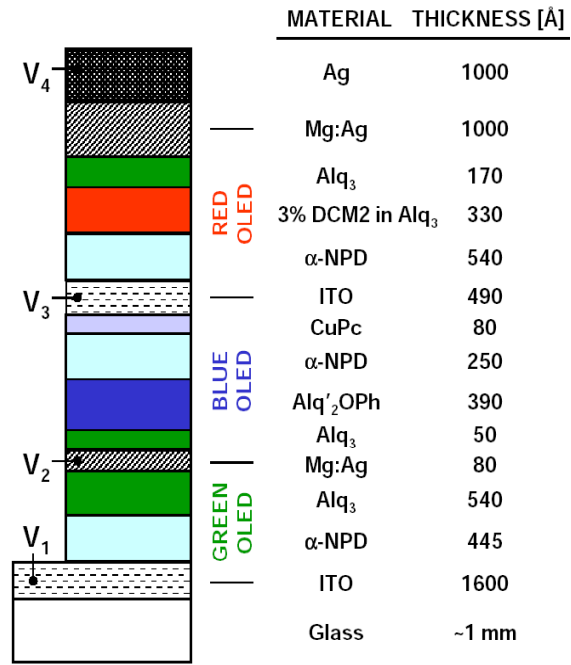 MATERIAL THICKNESS [Å]
V₄
Ag 1000
Mg:Ag 1000
Alq₃ 170
RED OLED
3% DCM2 in Alq₃ 330
α-NPD 540
V₃
ITO 490
CuPc 80
α-NPD 250
BLUE OLED
Alq'₂OPh 390
Alq₃ 50
V₂
Mg:Ag 80
Alq₃ 540
GREEN OLED
V₁
α-NPD 445
ITO 1600
Glass ~1 mm